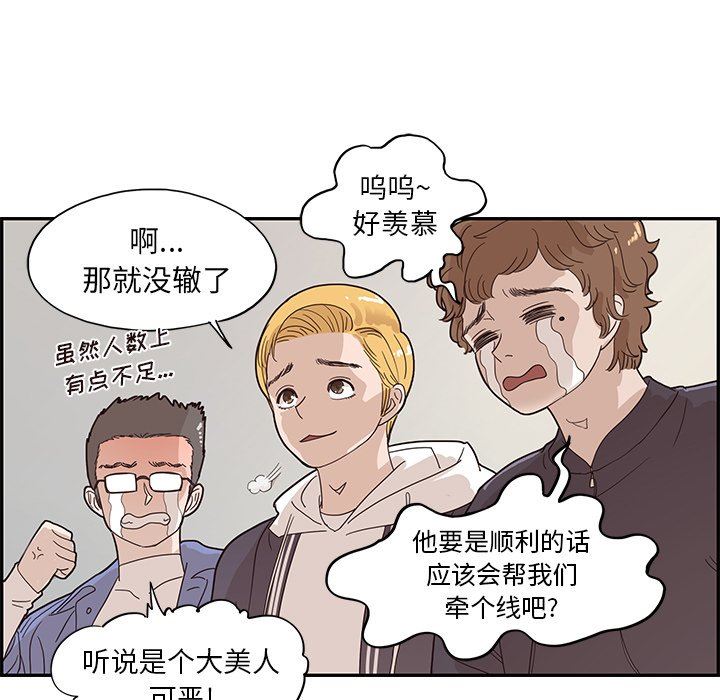 呜呜~
好羡慕
啊...
那就没辙了
虽然人数上
有点不足...
他要是顺利的话
应该会帮我们
牵个线吧?
听说是个大美人
可恶!